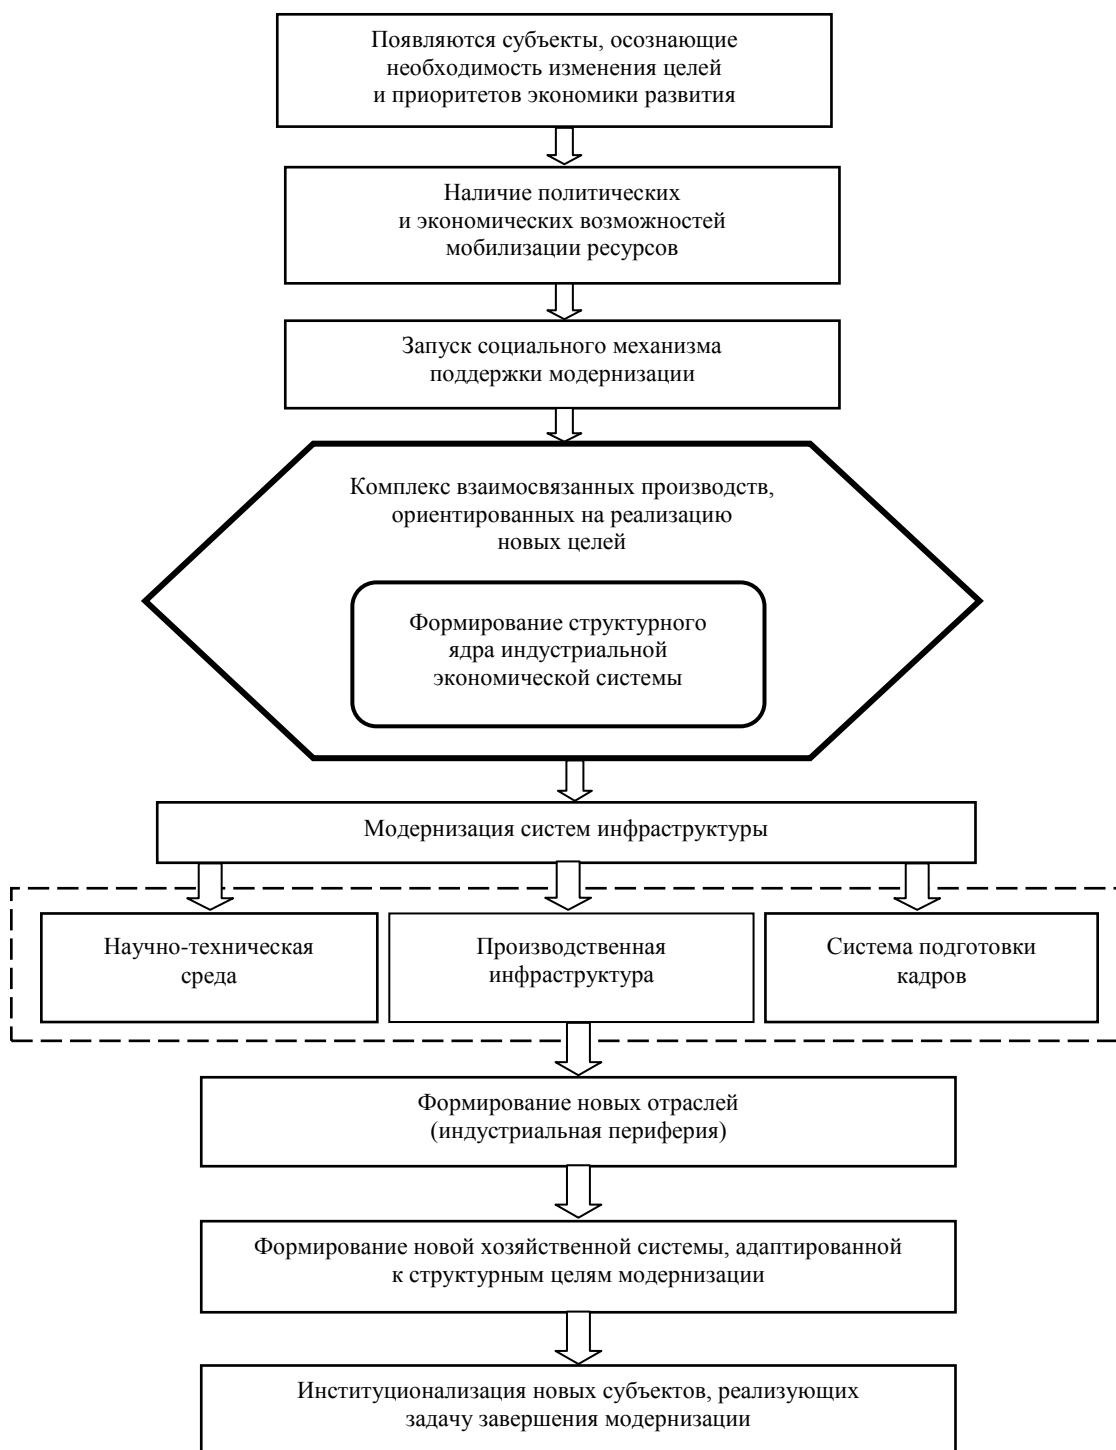 Появляются субъекты, осознающие
необходимость изменения целей
и приоритетов экономики развития
Наличие политических
и экономических возможностей
мобилизации ресурсов
Запуск социального механизма
поддержки модернизации
Комплекс взаимосвязанных производств,
ориентированных на реализацию
новых целей
Формирование структурного
ядра индустриальной
экономической системы
Модернизация систем инфраструктуры
Научно-техническая
среда
Производственная
инфраструктура
Система подготовки
кадров
Формирование новых отраслей
(индустриальная периферия)
Формирование новой хозяйственной системы, адаптированной
к структурным целям модернизации
Институционализация новых субъектов, реализующих
задачу завершения модернизации